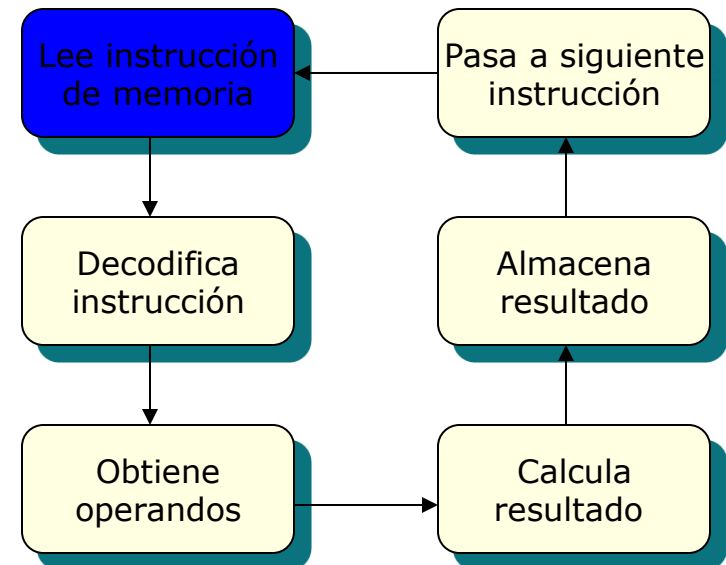 Lee instrucción
de memoria
Pasa a siguiente
instrucción
Decodifica
instrucción
Almacena
resultado
Obtiene
operandos
Calcula
resultado